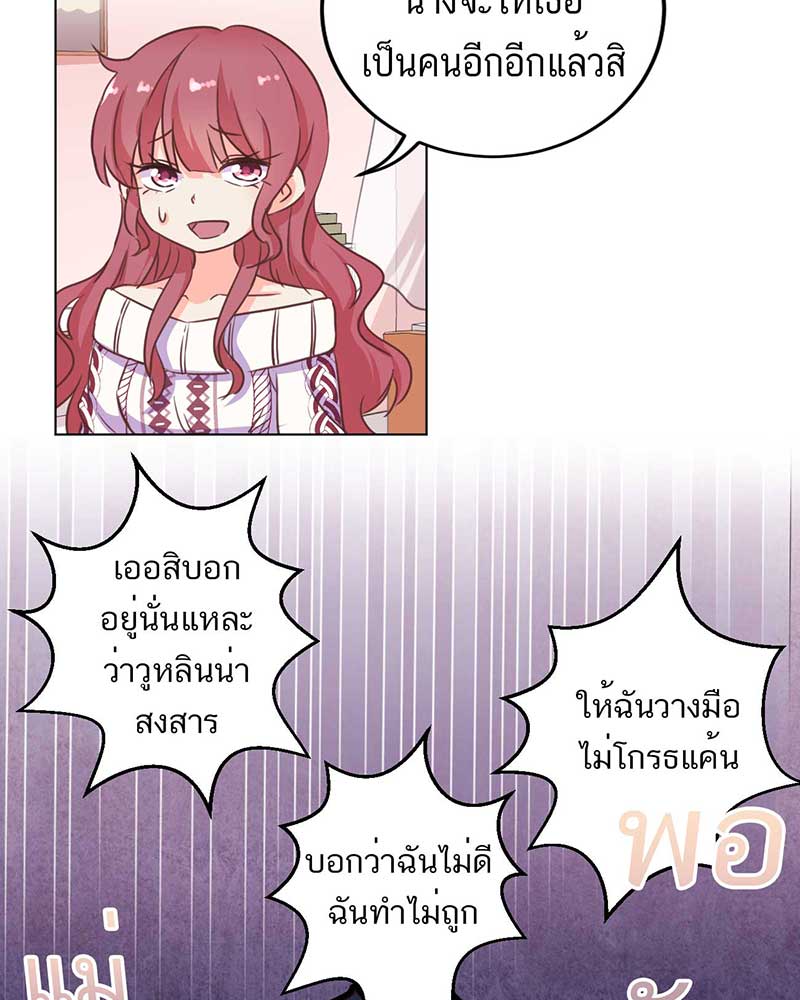 เป็นคนอีกอีกแล้วสิ
เออสิบอก
อยู่นั่นแหละ
ว่าวูหลินน่า
สงสาร
ให้ฉันวางมือ
ไม่โกรธแค้น
บอกว่าฉันไม่ดี
ฉันทำไม่ถูก
พอ
แม่